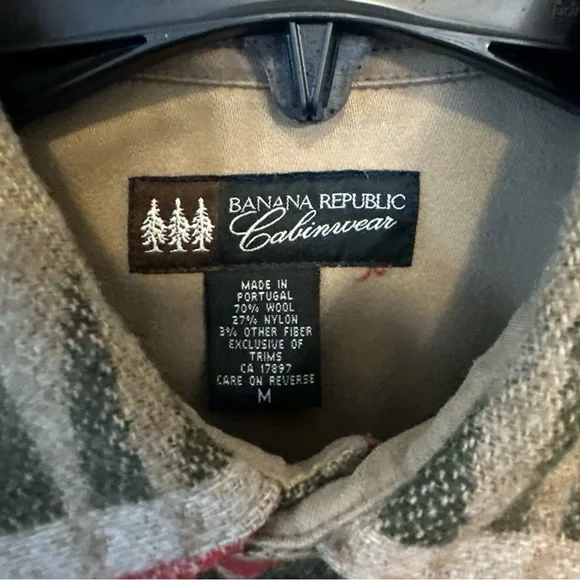 BANANA REPUBLIC
Cabinwear
MADE IN
PORTUGAL
70% WOOL
27% NYLON
3% OTHER FIBER
EXCLUSIVE OF
TRIMS
CA 17897
CARE ON REVERSE
M